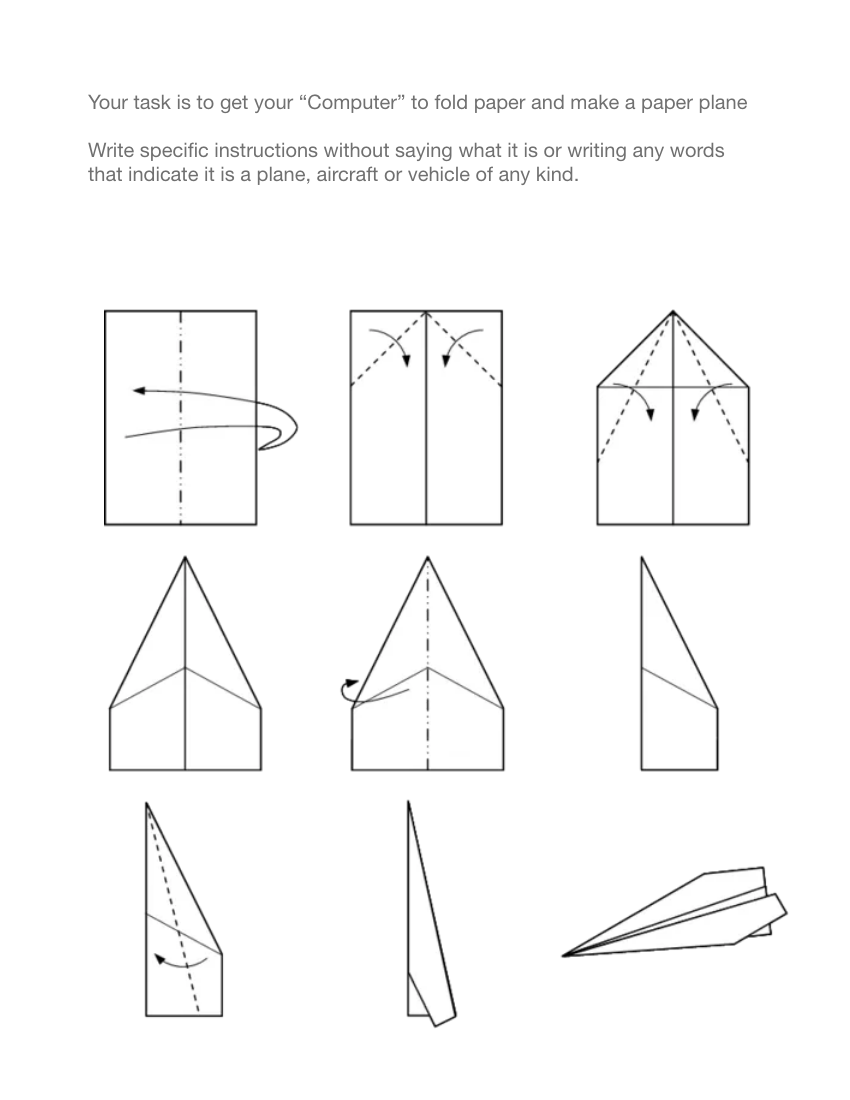 Your task is to get your “Computer” to fold paper and make a paper plane
Write specific instructions without saying what it is or writing any words
that indicate it is a plane, aircraft or vehicle of any kind.